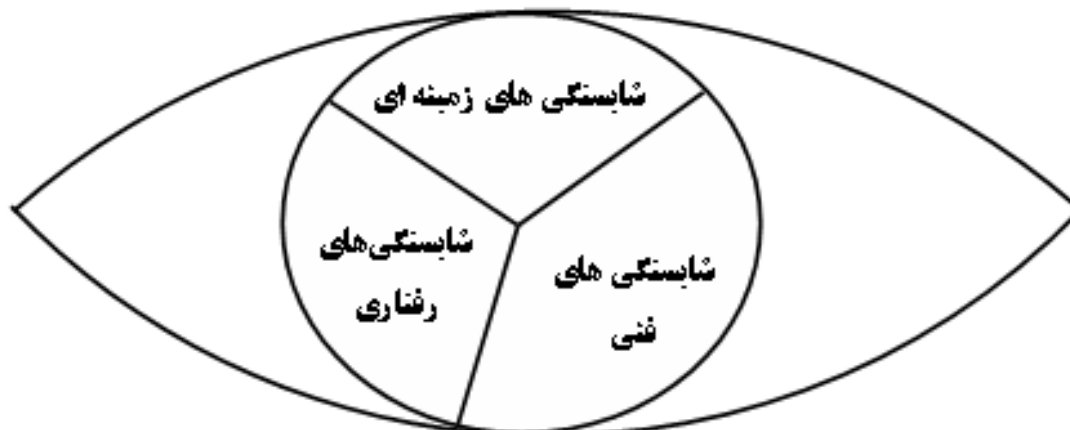 شایستگی های زمینه ای
شایستگی های
فنی
شایستگی‌های
رفتاری